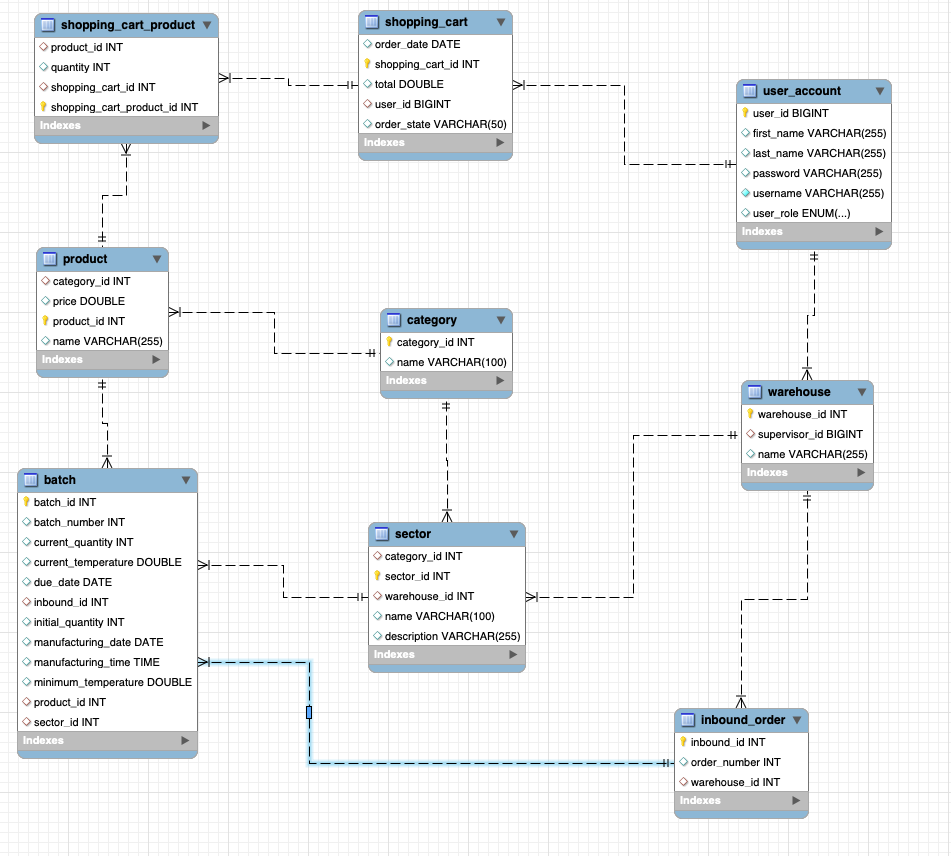 shopping_cart_product
product_id INT
quantity INT
shopping_cart_id INT
shopping_cart_product_id INT
Indexes
shopping_cart
order_date DATE
shopping_cart_id INT
total DOUBLE
user_id BIGINT
order_state VARCHAR(50)
Indexes
user_account
user_id BIGINT
first_name VARCHAR(255)
last_name VARCHAR(255)
password VARCHAR(255)
username VARCHAR(255)
user_role ENUM(...)
Indexes
product
category_id INT
price DOUBLE
product_id INT
name VARCHAR(255)
Indexes
category
category_id INT
name VARCHAR(100)
Indexes
warehouse
warehouse_id INT
supervisor_id BIGINT
name VARCHAR(255)
Indexes
batch
batch_id INT
batch_number INT
current_quantity INT
current_temperature DOUBLE
due_date DATE
inbound_id INT
initial_quantity INT
manufacturing_date DATE
manufacturing_time TIME
minimum_temperature DOUBLE
product_id INT
sector_id INT
Indexes
sector
category_id INT
sector_id INT
warehouse_id INT
name VARCHAR(100)
description VARCHAR(255)
Indexes
inbound_order
inbound_id INT
order_number INT
warehouse_id INT
Indexes